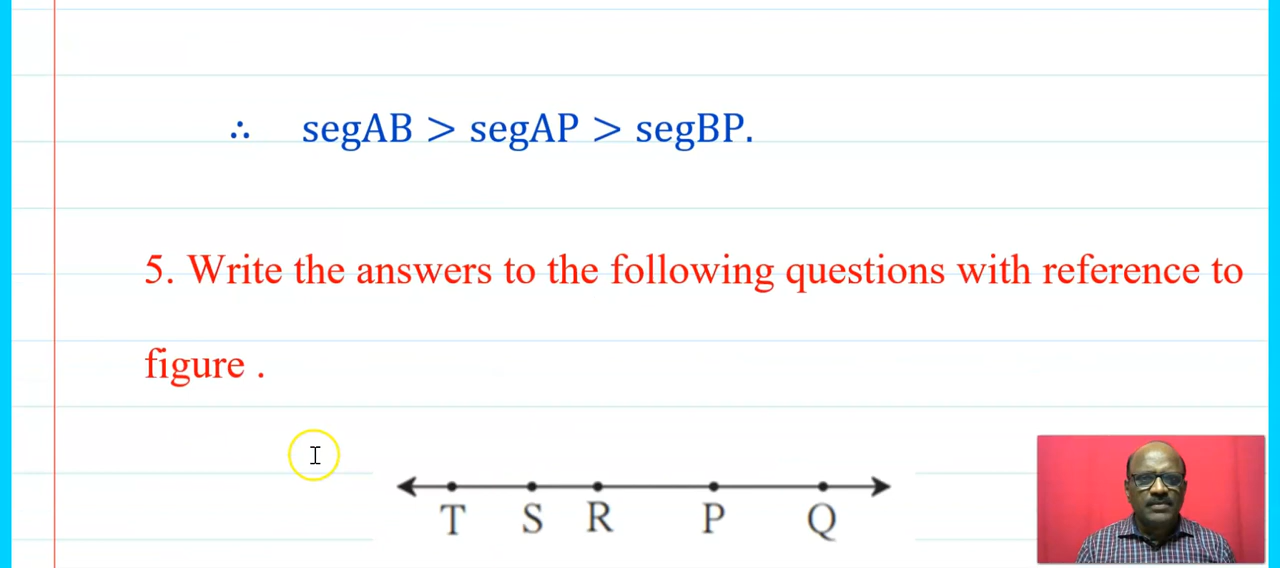 ∴ segAB > segAP > segBP.
5. Write the answers to the following questions with reference to
figure .
T S R P Q